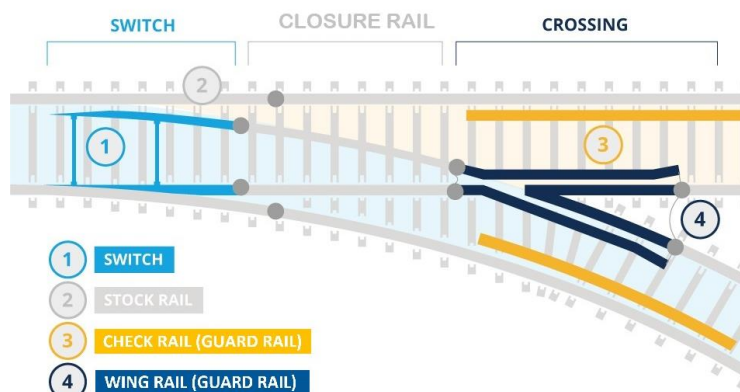 SWITCH
CLOSURE RAIL
CROSSING
2
1
3
4
1 SWITCH
2 STOCK RAIL
3 CHECK RAIL (GUARD RAIL)
4 WING RAIL (GUARD RAIL)